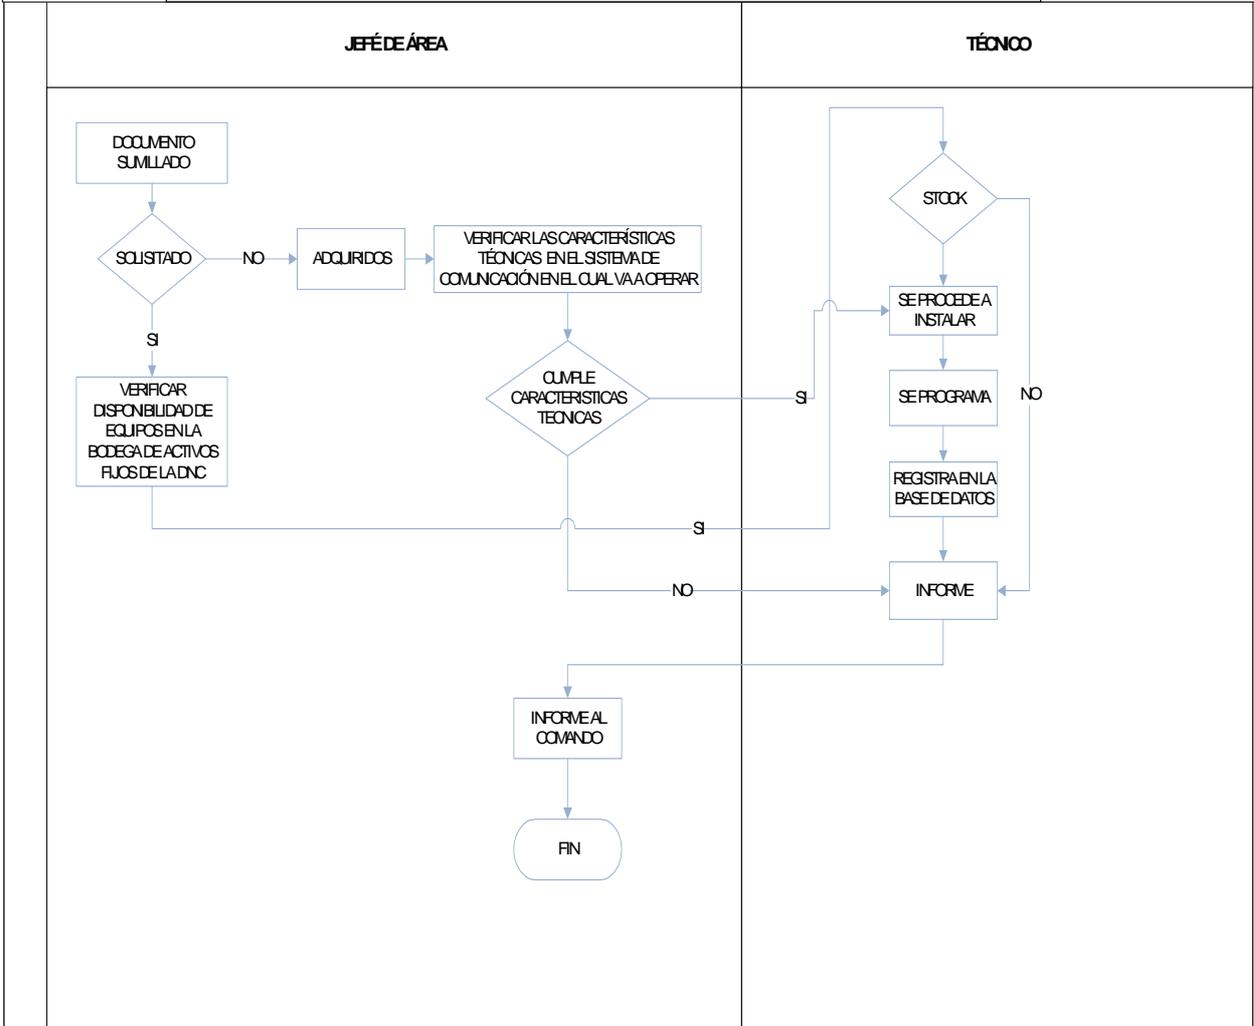 JEFÉ DE ÁREA
TÉCNICO
DOCUMENTO
SUMILLADO
SOLISITADO
NO
ADQUIRIDOS
VERIFICAR LAS CARACTERÍSTICAS
TÉCNICAS EN EL SISTEMA DE
COMUNICACIÓN EN EL CUAL VA A OPERAR
SI
VERIFICAR
DISPONIBILIDAD DE
EQUIPOS EN LA
BODEGA DE ACTIVOS
FIJOS DE LA DNC
CUMPLE
CARACTERISTICAS
TECNICAS
SI
SI
NO
STOCK
SE PROCEDE A
INSTALAR
SE PROGRAMA
NO
REGISTRA EN LA
BASE DE DATOS
INFORME
INFORME AL
COMANDO
FIN